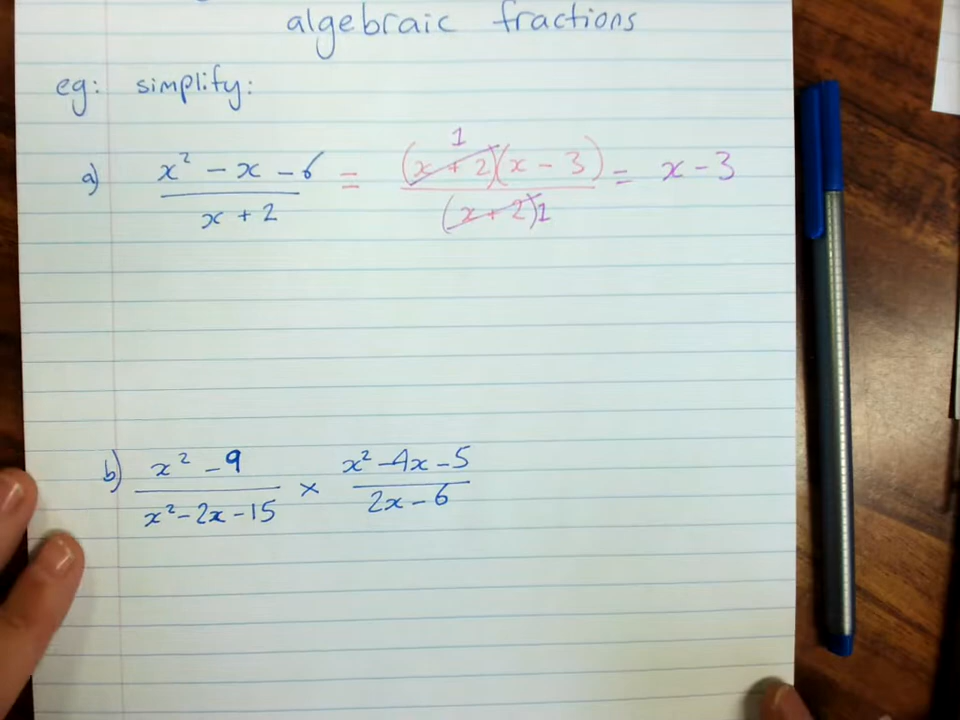 algebraic fractions
eg: simplify:
a) (x² - x - 6)/(x + 2) = ((x + 2)(x - 3))/(x + 2) = x - 3
1
1
b) (x² - 9)/(x² - 2x - 15) × (x² - 4x - 5)/(2x - 6)